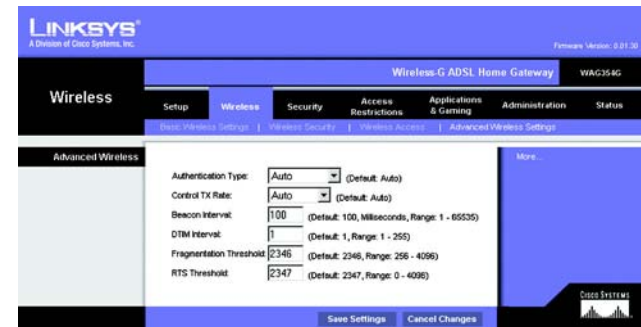 LINKSYS®
A Division of Cisco Systems, Inc.
Firmware Version: 0.01.30
Wireless-G ADSL Home Gateway WAG354G
Wireless
Setup Wireless Security Access Restrictions Applications & Gaming Administration Status
Basic Wireless Settings | Wireless Security | Wireless Access | Advanced Wireless Settings
Advanced Wireless
More...
Authentication Type: Auto (Default: Auto)
Control TX Rate: Auto (Default: Auto)
Beacon Interval: 100 (Default: 100, Milliseconds, Range: 1 - 65535)
DTIM Interval: 1 (Default: 1, Range: 1 - 255)
Fragmentation Threshold: 2346 (Default: 2346, Range: 256 - 4096)
RTS Threshold: 2347 (Default: 2347, Range: 0 - 4096)
Save Settings Cancel Changes
CISCO SYSTEMS